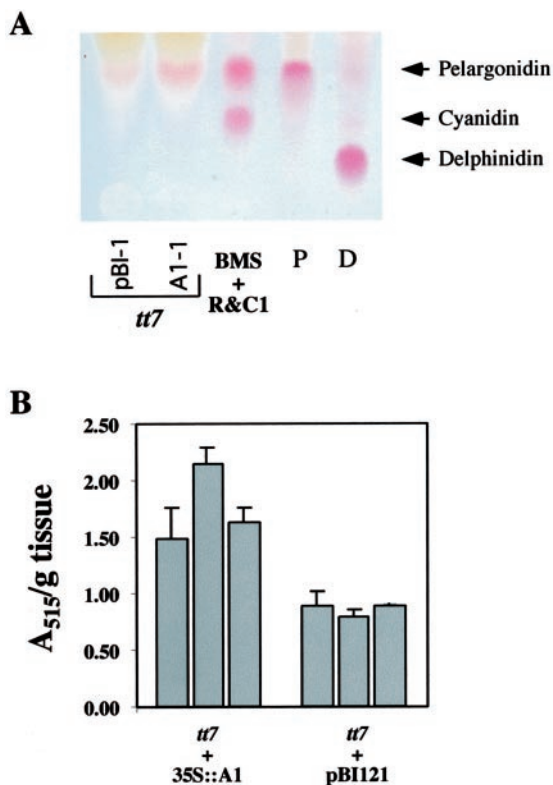 A
Pelargonidin
Cyanidin
Delphinidin
pBI-1
A1-1
BMS
+
R&C1
P
D
tt7
B
A515/g tissue
2.50
2.00
1.50
1.00
0.50
0.00
tt7
+
35S::A1
tt7
+
pBI121